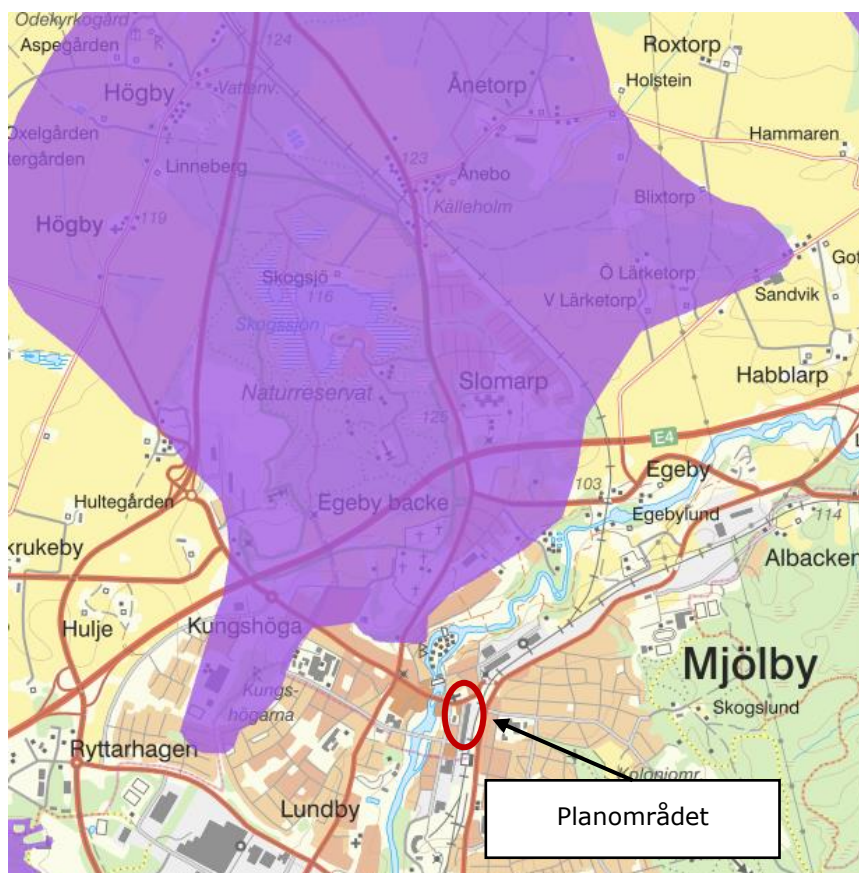 Odekyrkogård
Aspegården
124
Roxtorp
Högby
Vattenv.
Ånetorp
Holstein
Oxelgården
tergården
Hammaren
Linneberg
123
Ånebo
Källeholm
Blixtorp
Högby
119
Skogsjö
116
Ö Lärketorp
Got
V Lärketorp
Sandvik
Skogssjön
Naturreservat
Slomarp
Habblarp
125
E4
L
Hultegården
Egeby backe
103
Egeby
Egebylund
114
krukeby
Albacken
Hulje
Kungshöga
Mjölby
Kungs-
högarna
Skogslund
Ryttarhagen
Koloniomr
Lundby
Planområdet